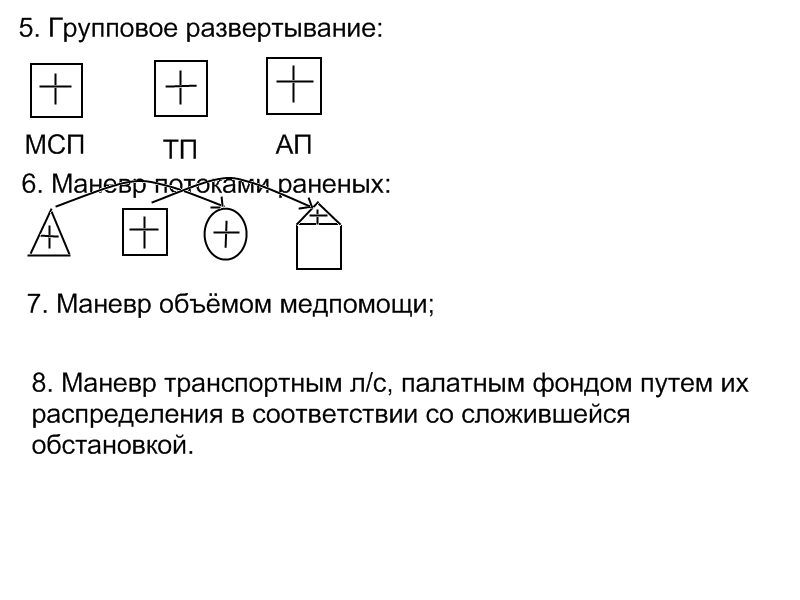 5. Групповое развертывание:
МСП ТП АП
6. Маневр потоками раненых:
7. Маневр объёмом медпомощи;
8. Маневр транспортным л/с, палатным фондом путем их
распределения в соответствии со сложившейся
обстановкой.